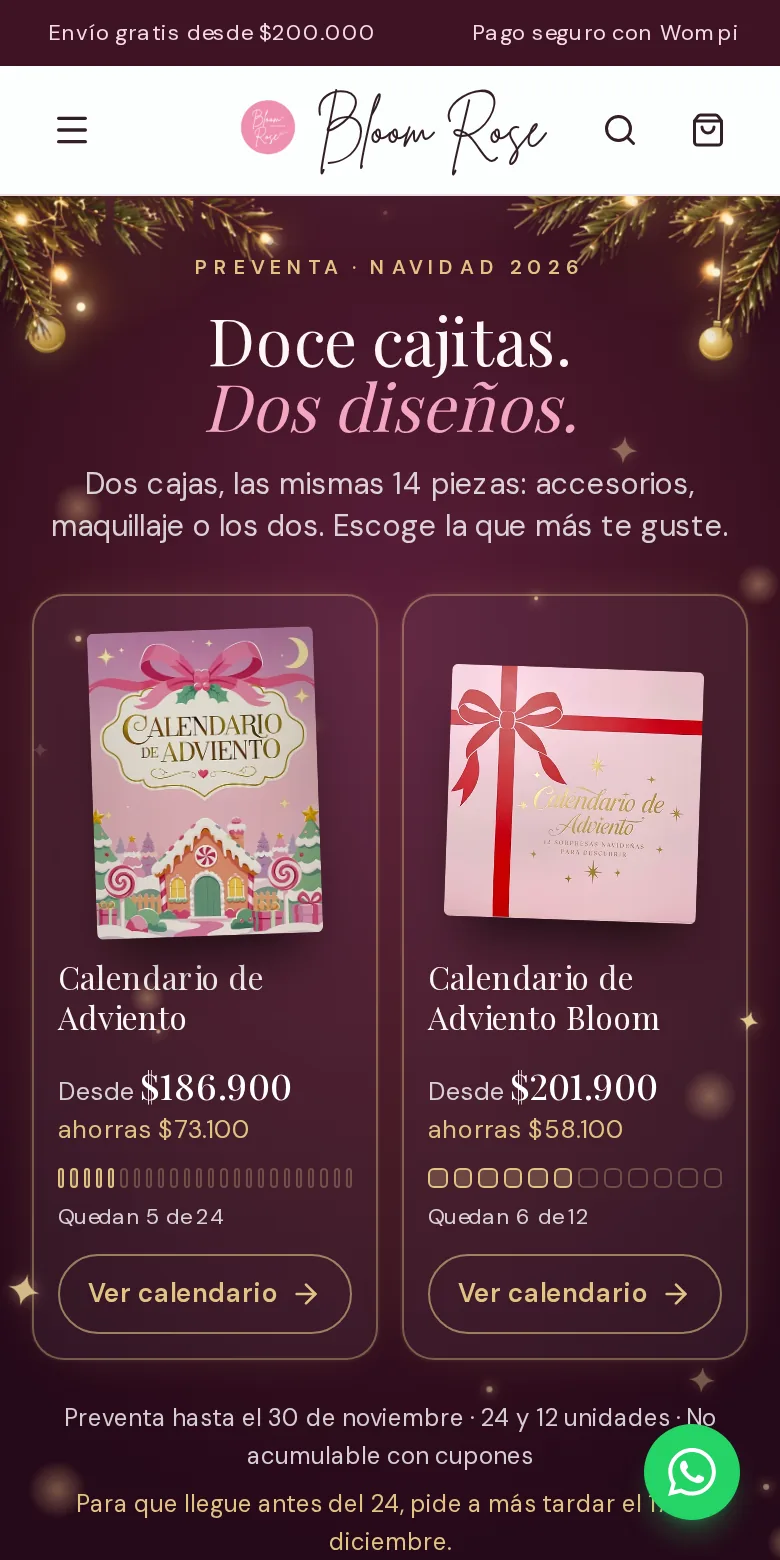 Envío gratis desde $200.000
Pago seguro con Wompi
Bloom Rose
Bloom Rose
PREVENTA · NAVIDAD 2026
Doce cajitas.
Dos diseños.
Dos cajas, las mismas 14 piezas: accesorios,
maquillaje o los dos. Escoge la que más te guste.
CALENDARIO
DE ADVIENTO
Calendario de
Adviento
12 SORPRESAS NAVIDEÑAS
PARA DESCUBRIR
Calendario de
Adviento
Desde $186.900
ahorras $73.100
Quedan 5 de 24
Ver calendario
Calendario de
Adviento Bloom
Desde $201.900
ahorras $58.100
Quedan 6 de 12
Ver calendario
Preventa hasta el 30 de noviembre · 24 y 12 unidades · No
acumulable con cupones
Para que llegue antes del 24, pide a más tardar el
diciembre.